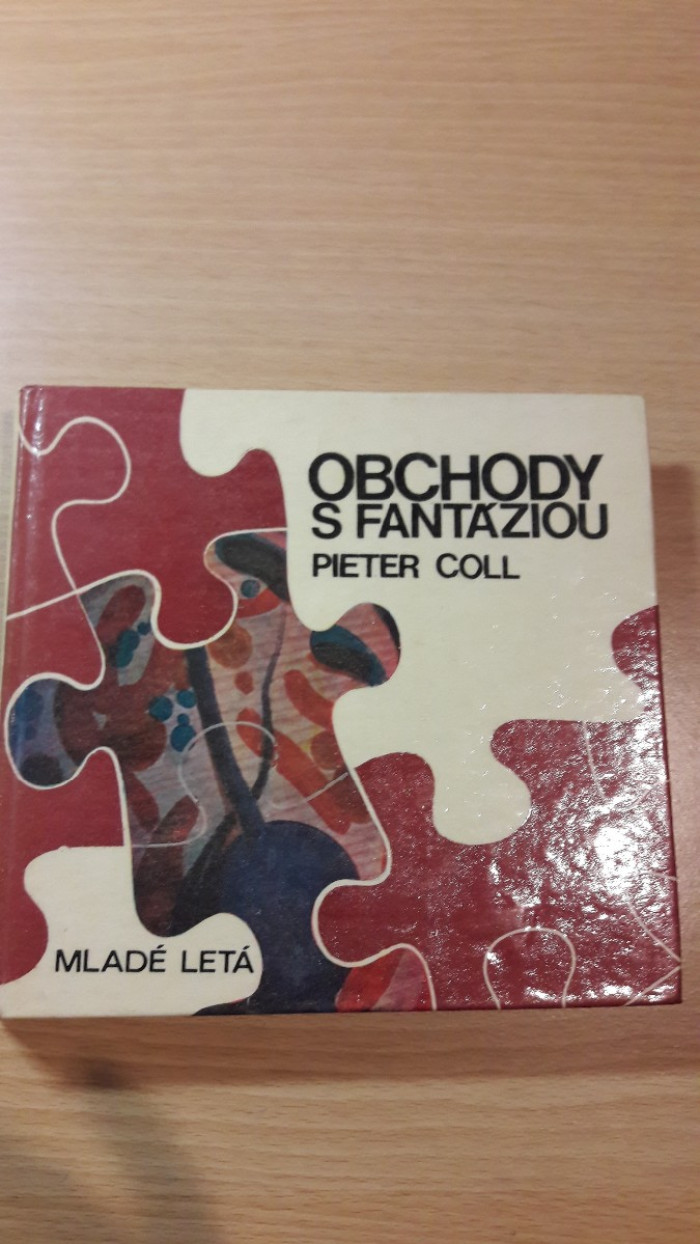 OBCHODY
S FANTÁZIOU
PIETER COLL
MLADÉ LETÁ